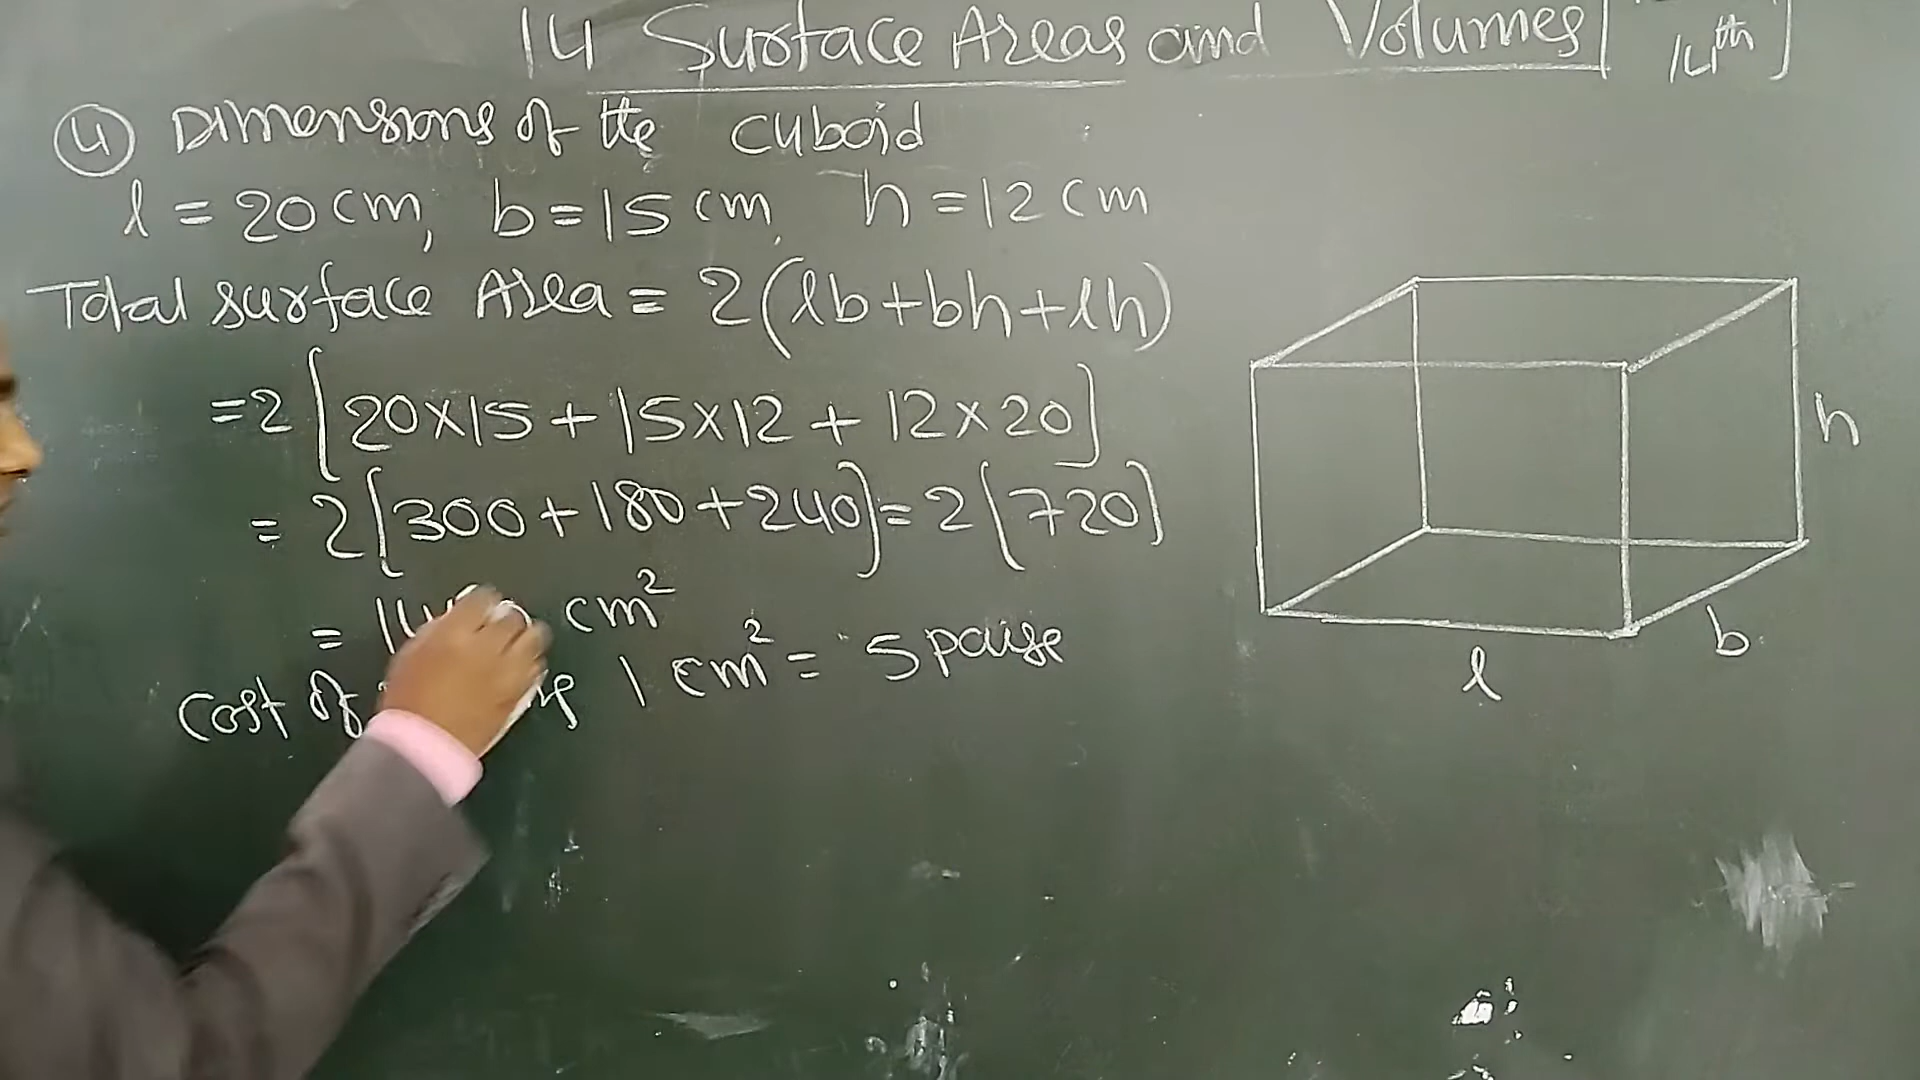 14 Surface Areas and Volumes [ 14th ]
(4) Dimensions of the cuboid
l = 20 cm, b = 15 cm, h = 12 cm
Total surface Area = 2(lb+bh+lh)
=2[20×15 + 15×12 + 12×20]
= 2[300+180+240] = 2[720]
= cm²
Cost of 1 cm² = 5 paise
h
b
l